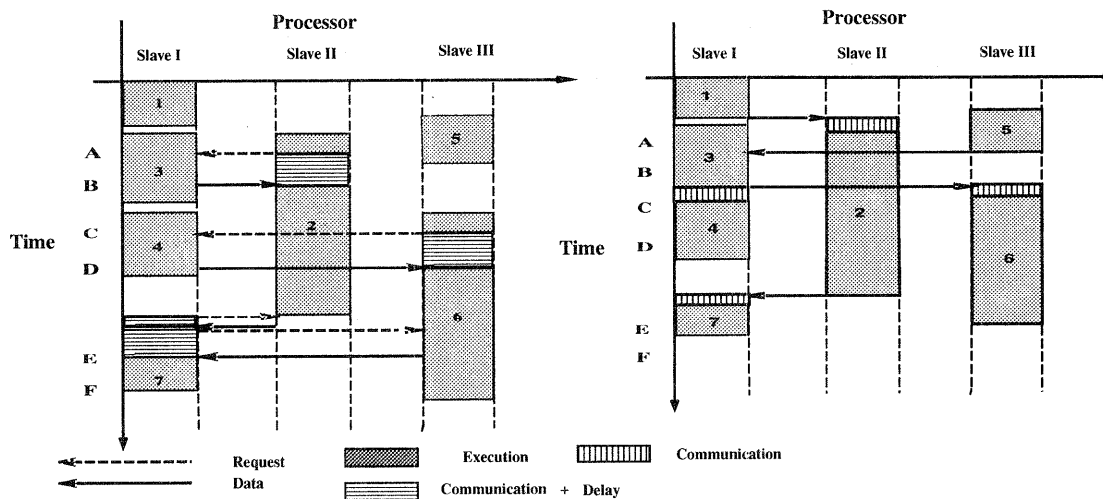 Processor
Slave I
Slave II
Slave III
1
3
4
7
2
5
6
A
B
C
D
E
F
Time
Processor
Slave I
Slave II
Slave III
1
3
4
7
2
5
6
A
B
C
D
E
F
Time
Request
Data
Execution
Communication + Delay
Communication